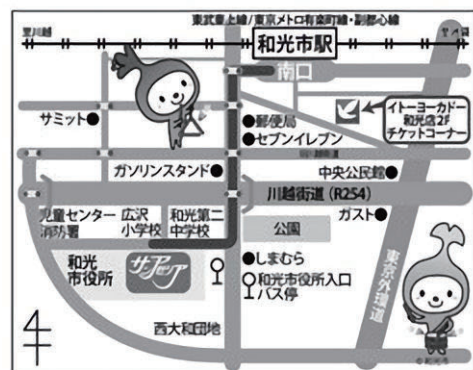 東武東上線/東京メトロ有楽町線・副都心線
至川越
和光市駅
南口
サミット
郵便局
セブンイレブン
イトーヨーカドー
和光店2F
チケットコーナー
ガソリンスタンド
中央公民館
川越街道(R254)
児童センター
消防署
広沢
小学校
和光第二
中学校
公園
ガスト
和光
市役所
サンアゼリア
しまむら
和光市役所入口
バス停
東京外環道
西大和団地
©和光市